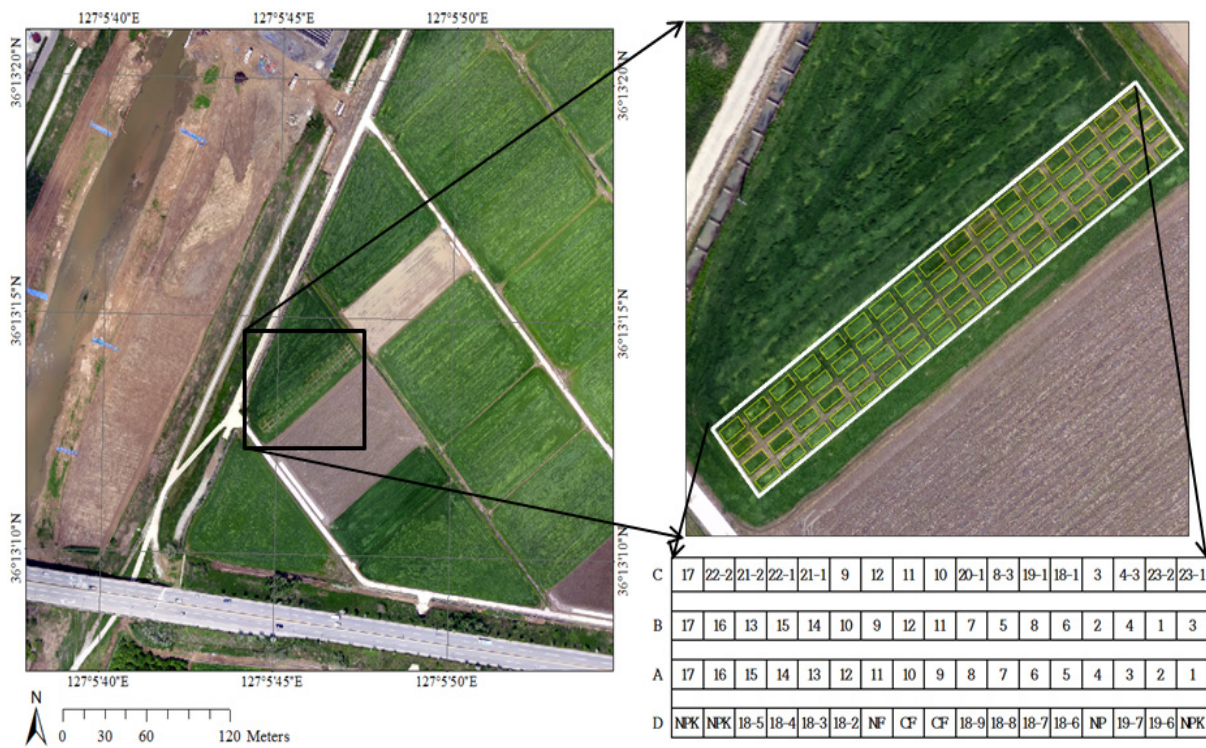 127°5'40"E 127°5'45"E 127°5'50"E
36°13'20"N 36°13'20"N
36°13'15"N 36°13'15"N
36°13'10"N 36°13'10"N
127°5'40"E 127°5'45"E 127°5'50"E
N
0 30 60 120 Meters
C 17 22-2 21-2 22-1 21-1 9 12 11 10 20-1 8-3 19-1 18-1 3 4-3 23-2 23-1
B 17 16 13 15 14 10 9 12 11 7 5 8 6 2 4 1 3
A 17 16 15 14 13 12 11 10 9 8 7 6 5 4 3 2 1
D NPK NPK 18-5 18-4 18-3 18-2 NF CF CF 18-9 18-8 18-7 18-6 NP 19-7 19-6 NPK